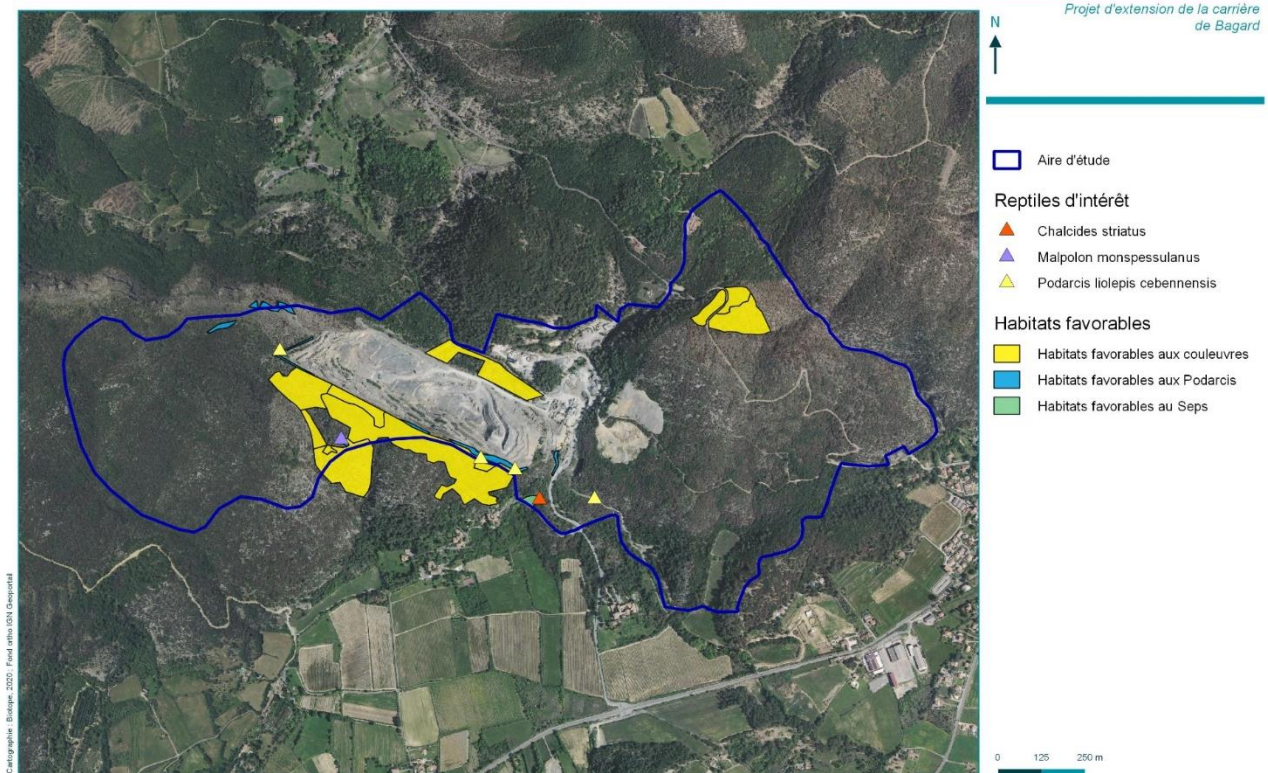 Projet d'extension de la carrière
de Bagard
N
Aire d'étude
Reptiles d'intérêt
Chalcides striatus
Malpolon monspessulanus
Podarcis liolepis cebennensis
Habitats favorables
Habitats favorables aux couleuvres
Habitats favorables aux Podarcis
Habitats favorables au Seps
0 125 250 m
Cartographie : Biotope, 2020 ; Fond ortho IGN Geoportail